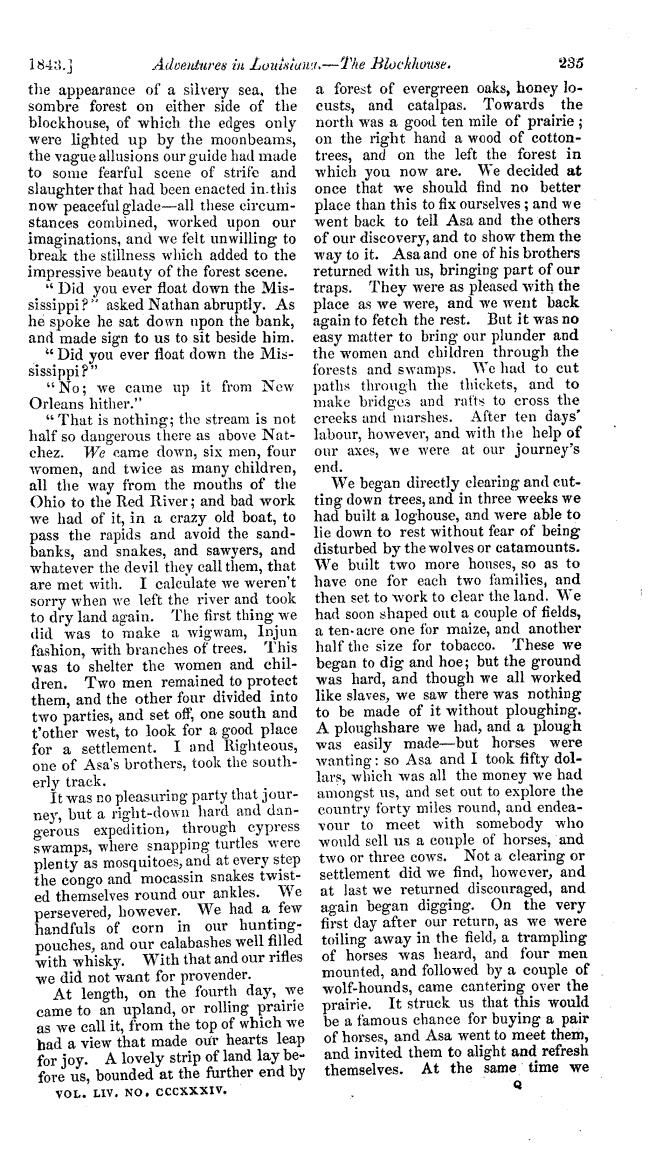 1843.] Adventures in Louisiana.—The Blockhouse. 235
the appearance of a silvery sea, the
sombre forest on either side of the
blockhouse, of which the edges only
were lighted up by the moonbeams,
the vague allusions our guide had made
to some fearful scene of strife and
slaughter that had been enacted in this
now peaceful glade—all these circum-
stances combined, worked upon our
imaginations, and we felt unwilling to
break the stillness which added to the
impressive beauty of the forest scene.
“ Did you ever float down the Mis-
sissippi?” asked Nathan abruptly. As
he spoke he sat down upon the bank,
and made sign to us to sit beside him.
“ Did you ever float down the Mis-
sissippi?”
“ No; we came up it from New
Orleans hither.”
“ That is nothing; the stream is not
half so dangerous there as above Nat-
chez. We came down, six men, four
women, and twice as many children,
all the way from the mouths of the
Ohio to the Red River; and bad work
we had of it, in a crazy old boat, to
pass the rapids and avoid the sand-
banks, and snakes, and sawyers, and
whatever the devil they call them, that
are met with. I calculate we weren't
sorry when we left the river and took
to dry land again. The first thing we
did was to make a wigwam, Injun
fashion, with branches of trees. This
was to shelter the women and chil-
dren. Two men remained to protect
them, and the other four divided into
two parties, and set off, one south and
t'other west, to look for a good place
for a settlement. I and Righteous,
one of Asa's brothers, took the south-
erly track.
It was no pleasuring party that jour-
ney, but a right-down hard and dan-
gerous expedition, through cypress
swamps, where snapping turtles were
plenty as mosquitoes, and at every step
the congo and mocassin snakes twist-
ed themselves round our ankles. We
persevered, however. We had a few
handfuls of corn in our hunting-
pouches, and our calabashes well filled
with whisky. With that and our rifles
we did not want for provender.
At length, on the fourth day, we
came to an upland, or rolling prairie
as we call it, from the top of which we
had a view that made our hearts leap
for joy. A lovely strip of land lay be-
fore us, bounded at the further end by
VOL. LIV. NO. CCCXXXIV.
a forest of evergreen oaks, honey lo-
custs, and catalpas. Towards the
north was a good ten mile of prairie ;
on the right hand a wood of cotton-
trees, and on the left the forest in
which you now are. We decided at
once that we should find no better
place than this to fix ourselves ; and we
went back to tell Asa and the others
of our discovery, and to show them the
way to it. Asa and one of his brothers
returned with us, bringing part of our
traps. They were as pleased with the
place as we were, and we went back
again to fetch the rest. But it was no
easy matter to bring our plunder and
the women and children through the
forests and swamps. We had to cut
paths through the thickets, and to
make bridges and rafts to cross the
creeks and marshes. After ten days'
labour, however, and with the help of
our axes, we were at our journey's
end.
We began directly clearing and cut-
ting down trees, and in three weeks we
had built a loghouse, and were able to
lie down to rest without fear of being
disturbed by the wolves or catamounts.
We built two more houses, so as to
have one for each two families, and
then set to work to clear the land. We
had soon shaped out a couple of fields,
a ten-acre one for maize, and another
half the size for tobacco. These we
began to dig and hoe; but the ground
was hard, and though we all worked
like slaves, we saw there was nothing
to be made of it without ploughing.
A ploughshare we had, and a plough
was easily made—but horses were
wanting: so Asa and I took fifty dol-
lars, which was all the money we had
amongst us, and set out to explore the
country forty miles round, and endea-
vour to meet with somebody who
would sell us a couple of horses, and
two or three cows. Not a clearing or
settlement did we find, however, and
at last we returned discouraged, and
again began digging. On the very
first day after our return, as we were
toiling away in the field, a trampling
of horses was heard, and four men
mounted, and followed by a couple of
wolf-hounds, came cantering over the
prairie. It struck us that this would
be a famous chance for buying a pair
of horses, and Asa went to meet them,
and invited them to alight and refresh
themselves. At the same time we
Q